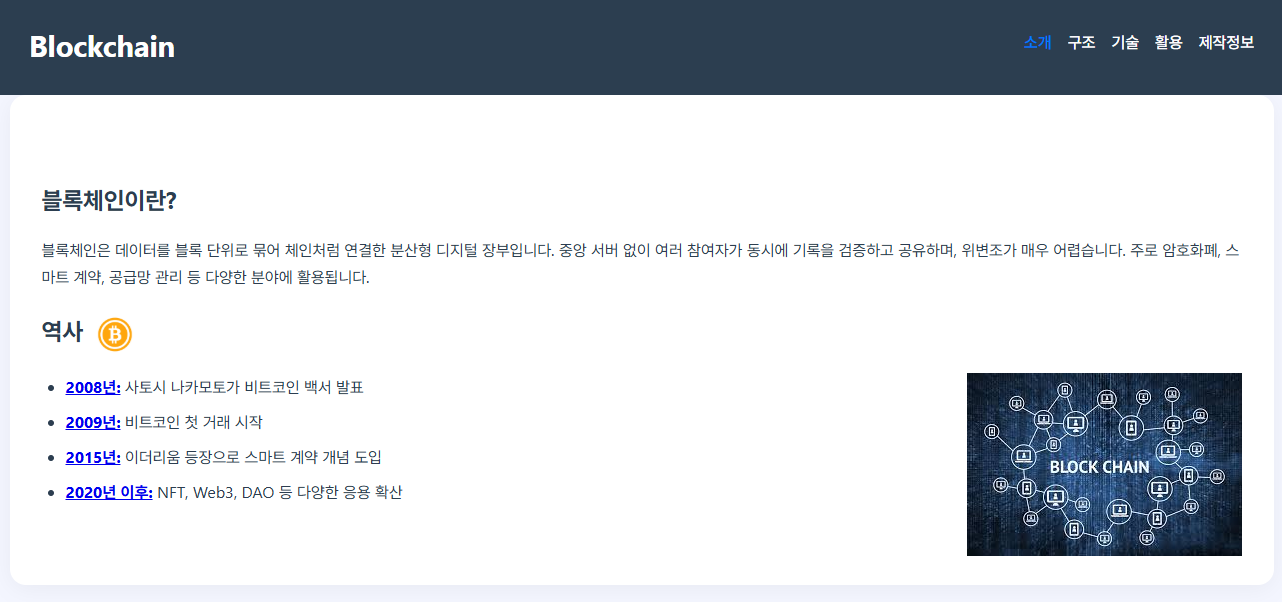 Blockchain
소개 구조 기술 활용 제작정보
블록체인이란?
블록체인은 데이터를 블록 단위로 묶어 체인처럼 연결한 분산형 디지털 장부입니다. 중앙 서버 없이 여러 참여자가 동시에 기록을 검증하고 공유하며, 위변조가 매우 어렵습니다. 주로 암호화폐, 스
마트 계약, 공급망 관리 등 다양한 분야에 활용됩니다.
역사
2008년: 사토시 나카모토가 비트코인 백서 발표
2009년: 비트코인 첫 거래 시작
2015년: 이더리움 등장으로 스마트 계약 개념 도입
2020년 이후: NFT, Web3, DAO 등 다양한 응용 확산
BLOCK CHAIN